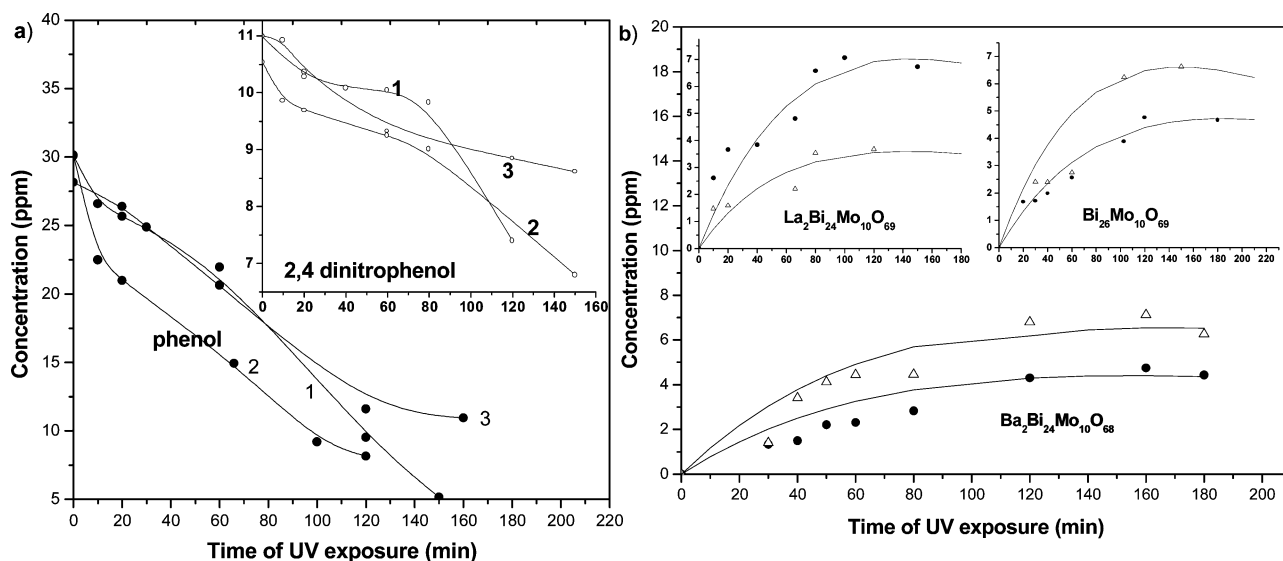 a)
40
35
30
25
20
15
10
5
Concentration (ppm)
0 20 40 60 80 100 120 140 160 180 200 220
Time of UV exposure (min)
phenol
1
2
3
11
10
9
8
7
0 20 40 60 80 100 120 140 160
1
2
3
2,4 dinitrophenol
b)
20
18
16
14
12
10
8
6
4
2
0
Concentration (ppm)
0 20 40 60 80 100 120 140 160 180 200
Time of UV exposure (min)
Ba2Bi24Mo10O68
7
6
5
4
3
2
1
0
0 20 40 60 80 100 120 140 160 180
La2Bi24Mo10O69
7
6
5
4
3
2
1
0
0 20 40 60 80 100 120 140 160 180 200 220
Bi26Mo10O69